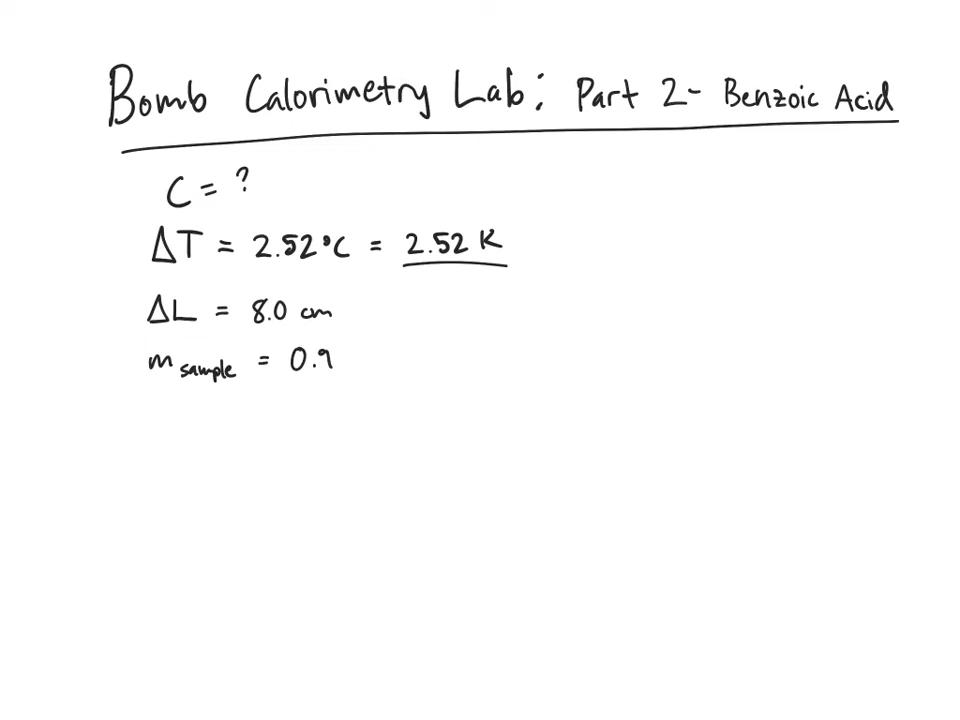 Bomb Calorimetry Lab: Part 2- Benzoic Acid
C = ?
ΔT = 2.52°C = 2.52 K
ΔL = 8.0 cm
m sample = 0.9